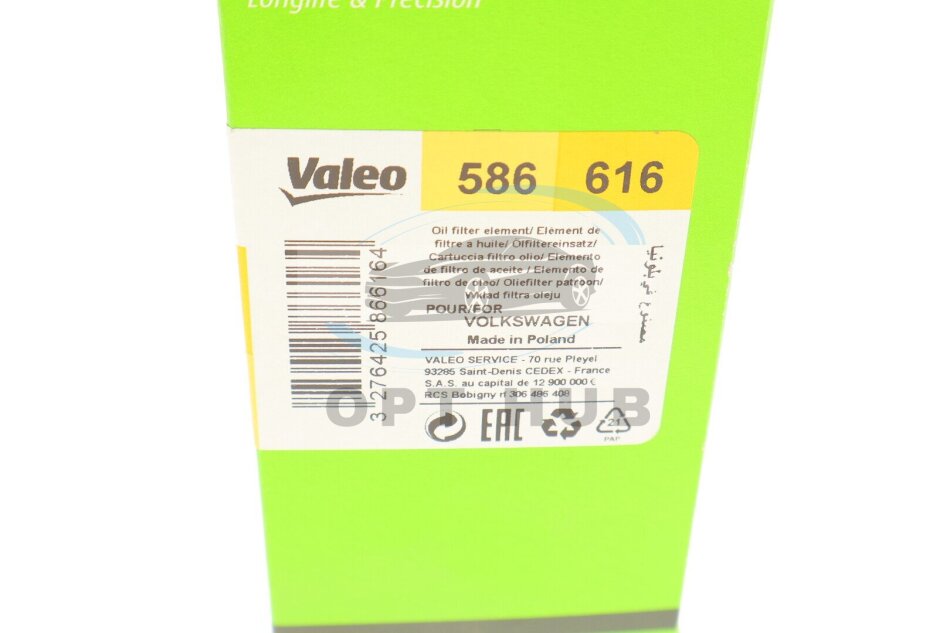 Longlife & Precision
Valeo
586 616
Oil filter element/ Elément de
filtre a huile/ Ölfiltereinsatz/
Cartuccia filtro olio/ Elemento
de filtro de aceite / Elemento de
filtro de oleo/ Oliefilter patroon/
Wkład filtra oleju
POUR/FOR
VOLKSWAGEN
Made in Poland
VALEO SERVICE - 70 rue Pleyel
93285 Saint-Denis CEDEX - France
S.A.S. au capital de 12 900 000 €
RCS Bobigny n° 306 486 408
3 276425 866164
EAC
21
PAP
OPT HUB